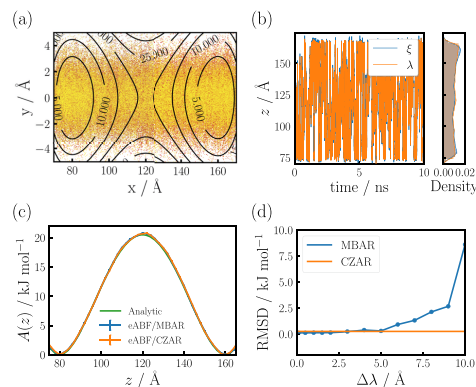 (a)
25.000
10.000
5.000
10.000
5.000
4
2
0
−2
−4
y / Å
80
100
120
140
160
x / Å
(b)
ξ
λ
150
125
100
75
z / Å
0
5
10
time / ns
0.00 0.02
Density
(c)
20
15
10
5
0
A(z) / kJ mol⁻¹
Analytic
eABF/MBAR
eABF/CZAR
80
100
120
140
160
z / Å
(d)
10.0
7.5
5.0
2.5
0.0
RMSD / kJ mol⁻¹
MBAR
CZAR
0.0
2.5
5.0
7.5
10.0
Δλ / Å